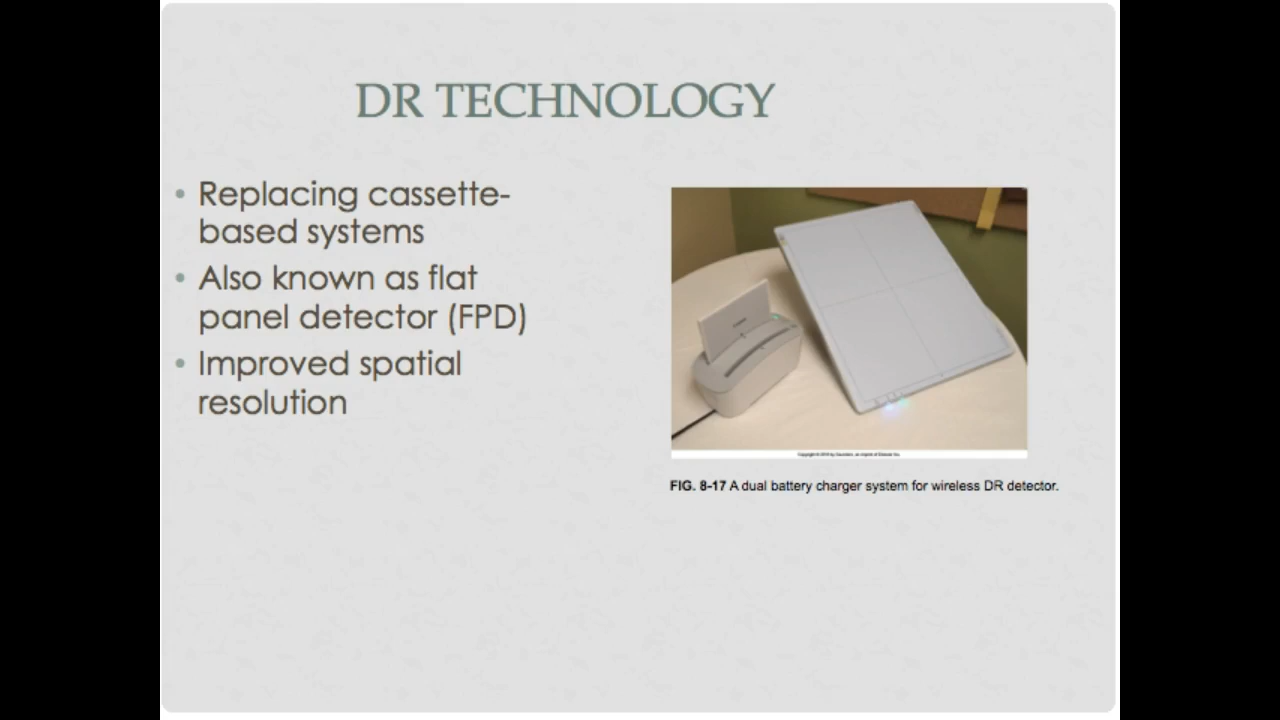 DR TECHNOLOGY
• Replacing cassette-
based systems
• Also known as flat
panel detector (FPD)
• Improved spatial
resolution
FIG. 8-17 A dual battery charger system for wireless DR detector.